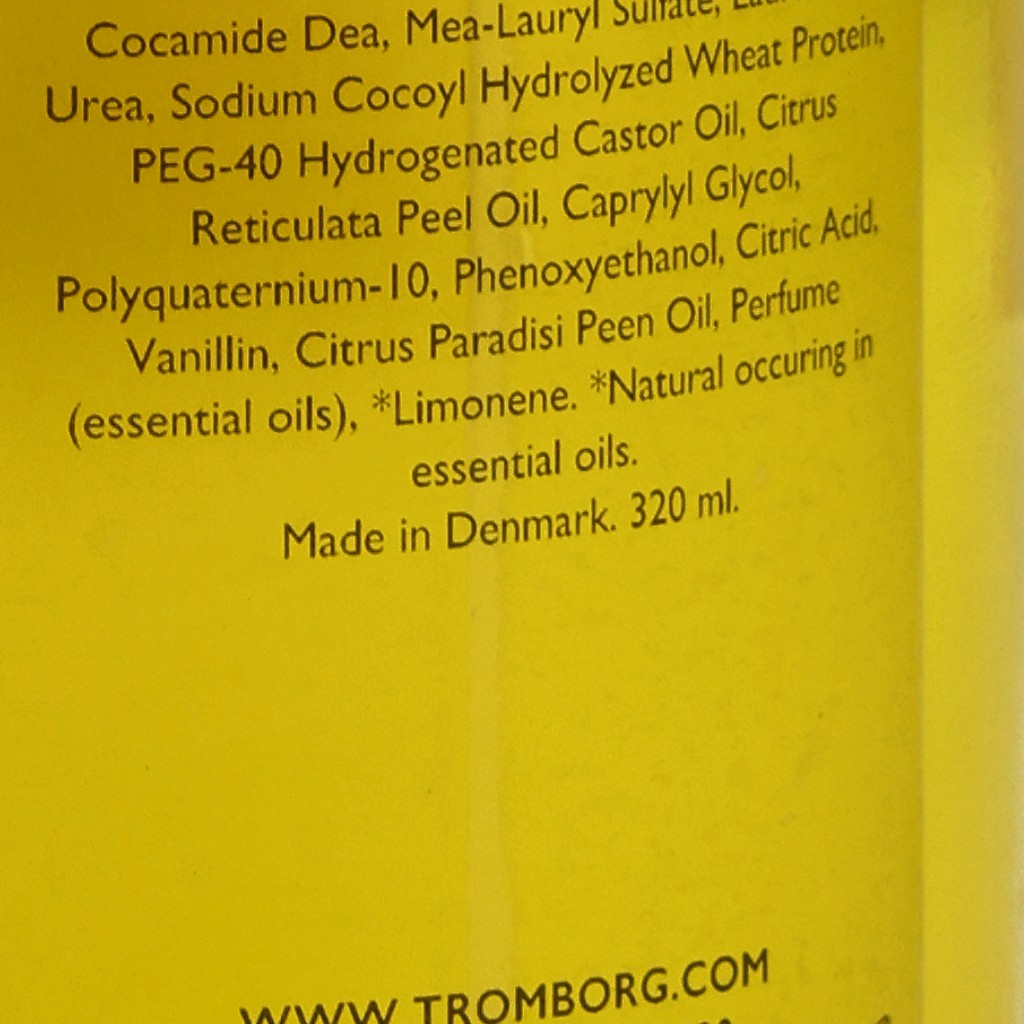 Cocamide Dea, Mea-Lauryl Sulfate,
Urea, Sodium Cocoyl Hydrolyzed Wheat Protein,
PEG-40 Hydrogenated Castor Oil, Citrus
Reticulata Peel Oil, Caprylyl Glycol,
Polyquaternium-10, Phenoxyethanol, Citric Acid,
Vanillin, Citrus Paradisi Peen Oil, Perfume
(essential oils), *Limonene. *Natural occuring in
essential oils.
Made in Denmark. 320 ml.
WWW.TROMBORG.COM